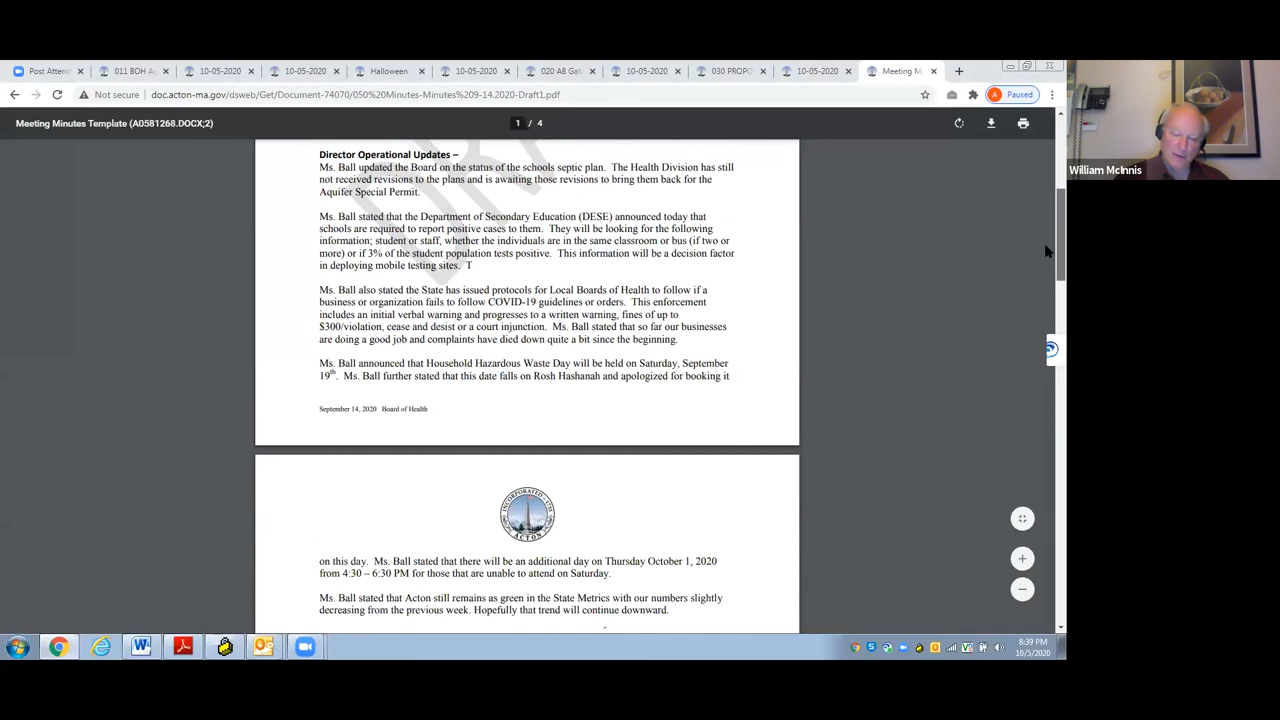 Post Attend
011 BOH Ag
10-05-2020
10-05-2020
Halloween
10-05-2020
020 AB Gat
10-05-2020
030 PROPO
10-05-2020
Meeting M
Not secure
doc.acton-ma.gov/dsweb/Get/Document-74070/050%20Minutes-Minutes%209-14.2020-Draft1.pdf
A
Paused
Meeting Minutes Template (A0581268.DOCX;2)
1 / 4
Director Operational Updates –
Ms. Ball updated the Board on the status of the schools septic plan. The Health Division has still
not received revisions to the plans and is awaiting those revisions to bring them back for the
Aquifer Special Permit.
Ms. Ball stated that the Department of Secondary Education (DESE) announced today that
schools are required to report positive cases to them. They will be looking for the following
information; student or staff, whether the individuals are in the same classroom or bus (if two or
more) or if 3% of the student population tests positive. This information will be a decision factor
in deploying mobile testing sites. T
Ms. Ball also stated the State has issued protocols for Local Boards of Health to follow if a
business or organization fails to follow COVID-19 guidelines or orders. This enforcement
includes an initial verbal warning and progresses to a written warning, fines of up to
$300/violation, cease and desist or a court injunction. Ms. Ball stated that so far our businesses
are doing a good job and complaints have died down quite a bit since the beginning.
Ms. Ball announced that Household Hazardous Waste Day will be held on Saturday, September
19th. Ms. Ball further stated that this date falls on Rosh Hashanah and apologized for booking it
September 14, 2020 Board of Health
INCORPORATED 1735
ACTON
on this day. Ms. Ball stated that there will be an additional day on Thursday October 1, 2020
from 4:30 – 6:30 PM for those that are unable to attend on Saturday.
Ms. Ball stated that Acton still remains as green in the State Metrics with our numbers slightly
decreasing from the previous week. Hopefully that trend will continue downward.
8:39 PM
10/5/2020
William McInnis